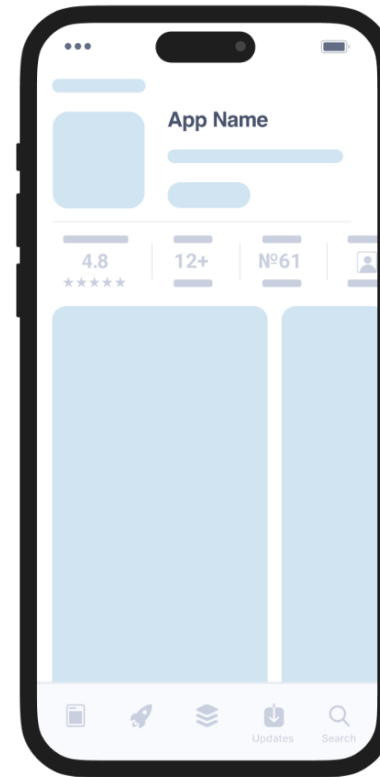 App Name
4.8
12+
№61
★★★★★
Updates
Search